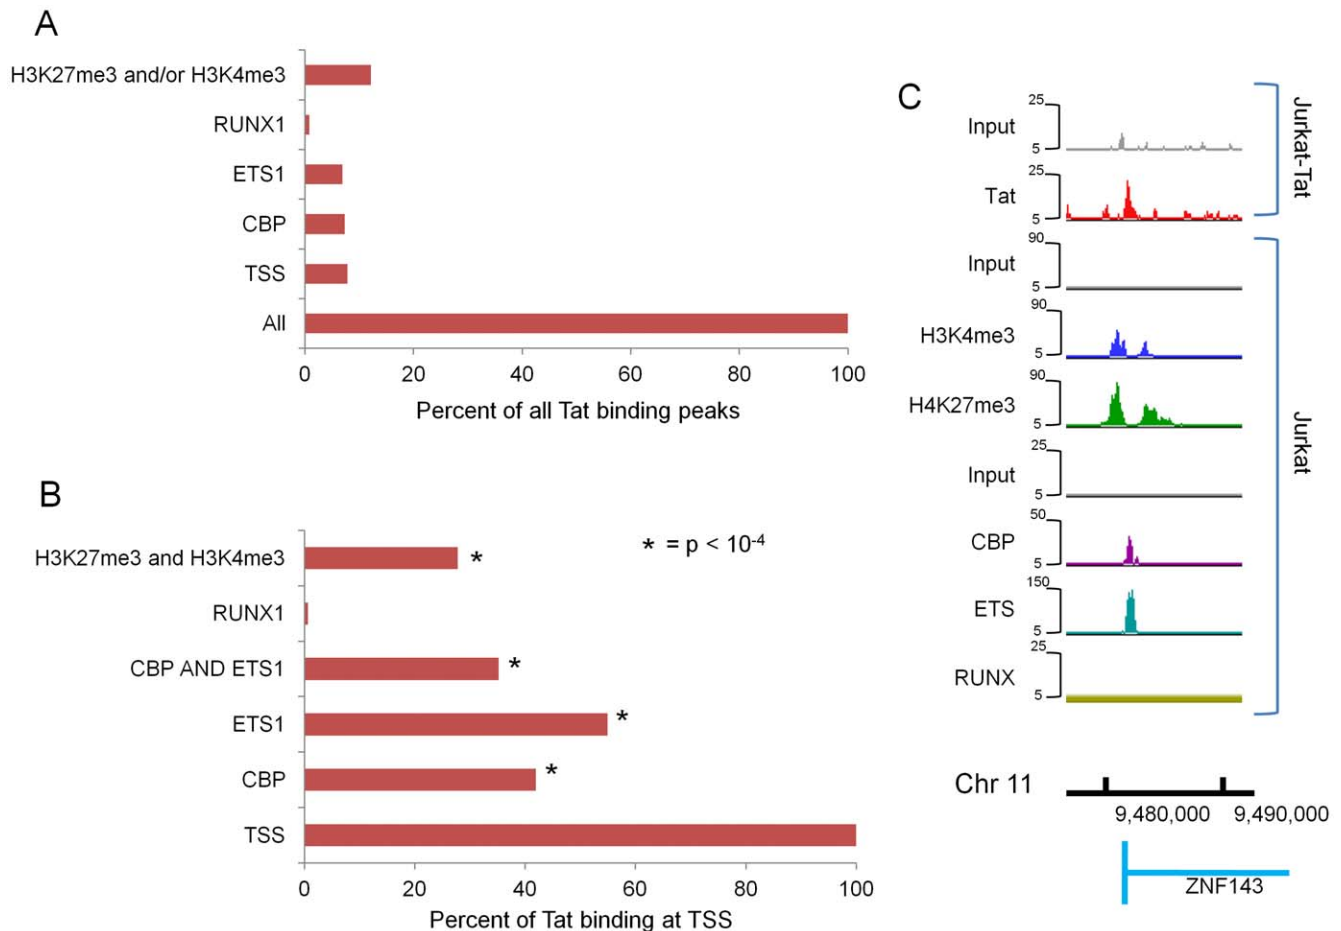 A
H3K27me3 and/or H3K4me3
RUNX1
ETS1
CBP
TSS
All
0 20 40 60 80 100
Percent of all Tat binding peaks
B
* = p < 10-4
H3K27me3 and H3K4me3 *
RUNX1
CBP AND ETS1 *
ETS1 *
CBP *
TSS
0 20 40 60 80 100
Percent of Tat binding at TSS
C
Input 25 5
Tat 25 5
Jurkat-Tat
Input 90 5
H3K4me3 90 5
H4K27me3 90 5
Input 25 5
CBP 50 5
ETS 150 5
RUNX 25 5
Jurkat
Chr 11
9,480,000 9,490,000
ZNF143